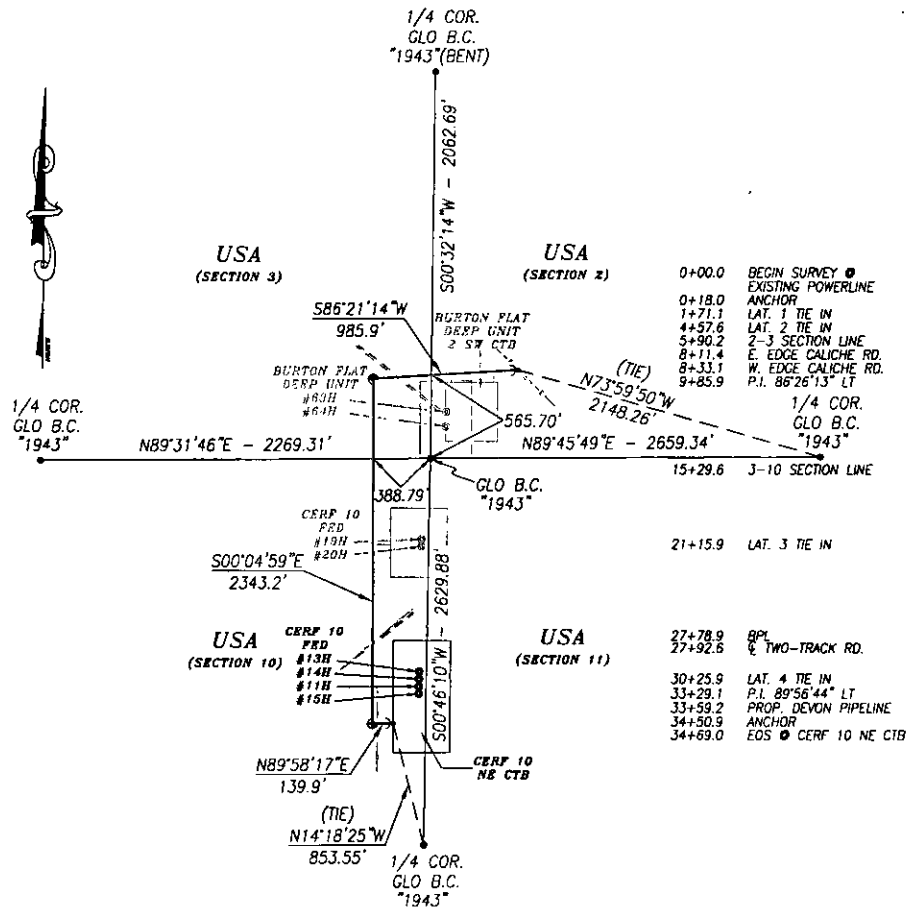 1/4 COR.
GLO B.C.
"1943"(BENT)
S00°32'14"W - 2062.69'
USA
(SECTION 3)
USA
(SECTION 2)
S86°21'14"W
985.9'
BURTON FLAT
DEEP UNIT
2 SW CTB
BURTON FLAT
DEEP UNIT
#63H
#64H
(TIE)
N73°59'50"W
2148.26'
565.70'
1/4 COR.
GLO B.C.
"1943"
N89°31'46"E - 2269.31'
N89°45'49"E - 2659.34'
1/4 COR.
GLO B.C.
"1943"
388.79'
GLO B.C.
"1943"
0+00.0 BEGIN SURVEY @
EXISTING POWERLINE
0+18.0 ANCHOR
1+71.1 LAT. 1 TIE IN
4+57.6 LAT. 2 TIE IN
5+90.2 2-3 SECTION LINE
8+11.4 E. EDGE CALICHE RD.
8+33.1 W. EDGE CALICHE RD.
9+85.9 P.I. 86°26'13" LT
15+29.6 3-10 SECTION LINE
21+15.9 LAT. 3 TIE IN
27+78.9 BPL
27+92.6 ℄ TWO-TRACK RD.
30+25.9 LAT. 4 TIE IN
33+29.1 P.I. 89°56'44" LT
33+59.2 PROP. DEVON PIPELINE
34+50.9 ANCHOR
34+69.0 EOS @ CERF 10 NE CTB
CERF 10
FED
#19H
#20H
S00°04'59"E
2343.2'
S00°46'10"W - 2629.88'
USA
(SECTION 10)
USA
(SECTION 11)
CERF 10
FED
#13H
#14H
#11H
#15H
N89°58'17"E
139.9'
CERF 10
NE CTB
(TIE)
N14°18'25"W
853.55'
1/4 COR.
GLO B.C.
"1943"